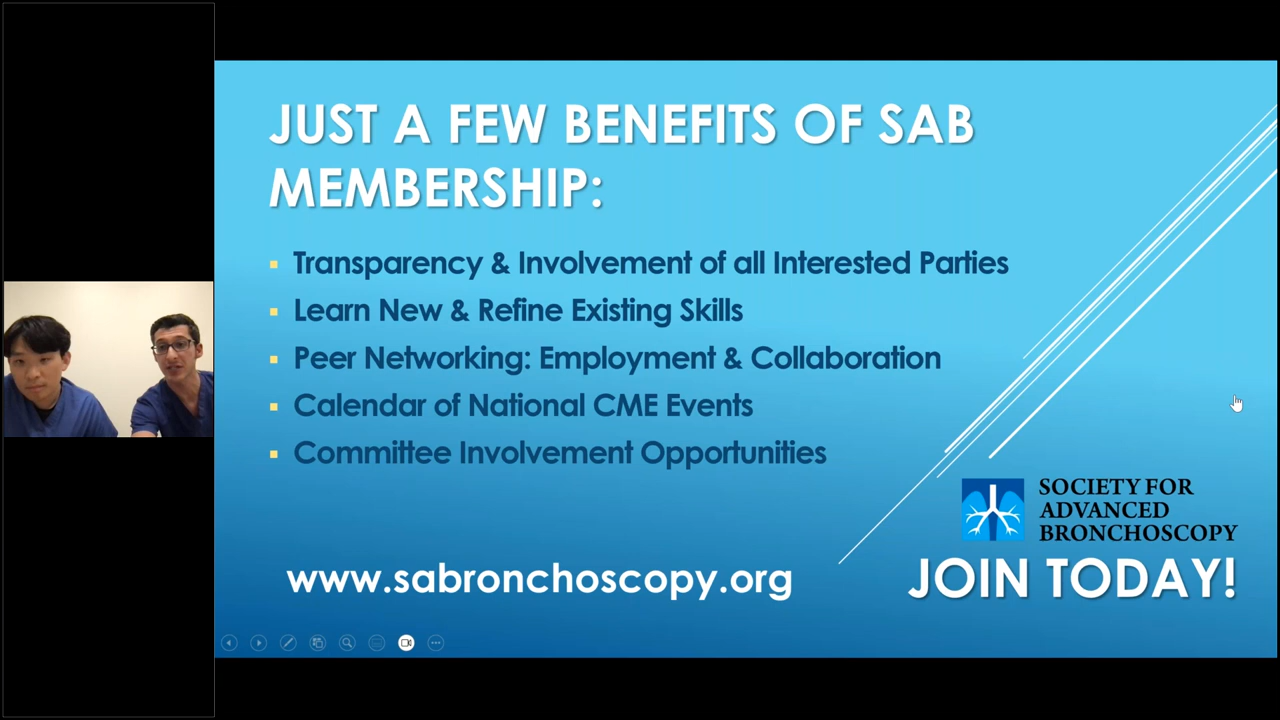 JUST A FEW BENEFITS OF SAB
MEMBERSHIP:
Transparency & Involvement of all Interested Parties
Learn New & Refine Existing Skills
Peer Networking: Employment & Collaboration
Calendar of National CME Events
Committee Involvement Opportunities
SOCIETY FOR
ADVANCED
BRONCHOSCOPY
www.sabronchoscopy.org
JOIN TODAY!